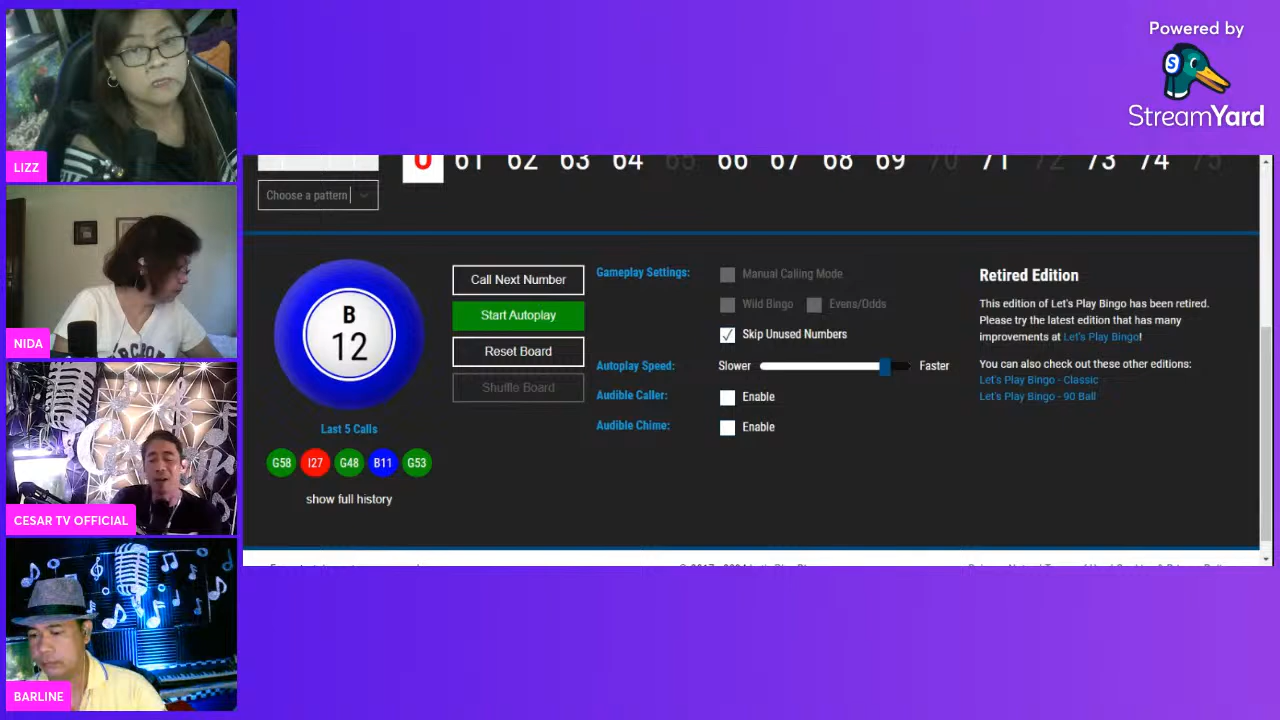 Powered by
StreamYard
LIZZ
NIDA
CESAR TV OFFICIAL
BARLINE
61 62 63 64 65 66 67 68 69 70 71 72 73 74 75
Choose a pattern
B
12
Last 5 Calls
G58 I27 G48 B11 G53
show full history
Call Next Number
Start Autoplay
Reset Board
Shuffle Board
Gameplay Settings:
Manual Calling Mode
Wild Bingo
Evens/Odds
Skip Unused Numbers
Autoplay Speed:
Slower
Faster
Audible Caller:
Enable
Audible Chime:
Enable
Retired Edition
This edition of Let's Play Bingo has been retired.
Please try the latest edition that has many
improvements at Let's Play Bingo!
You can also check out these other editions:
Let's Play Bingo - Classic
Let's Play Bingo - 90 Ball